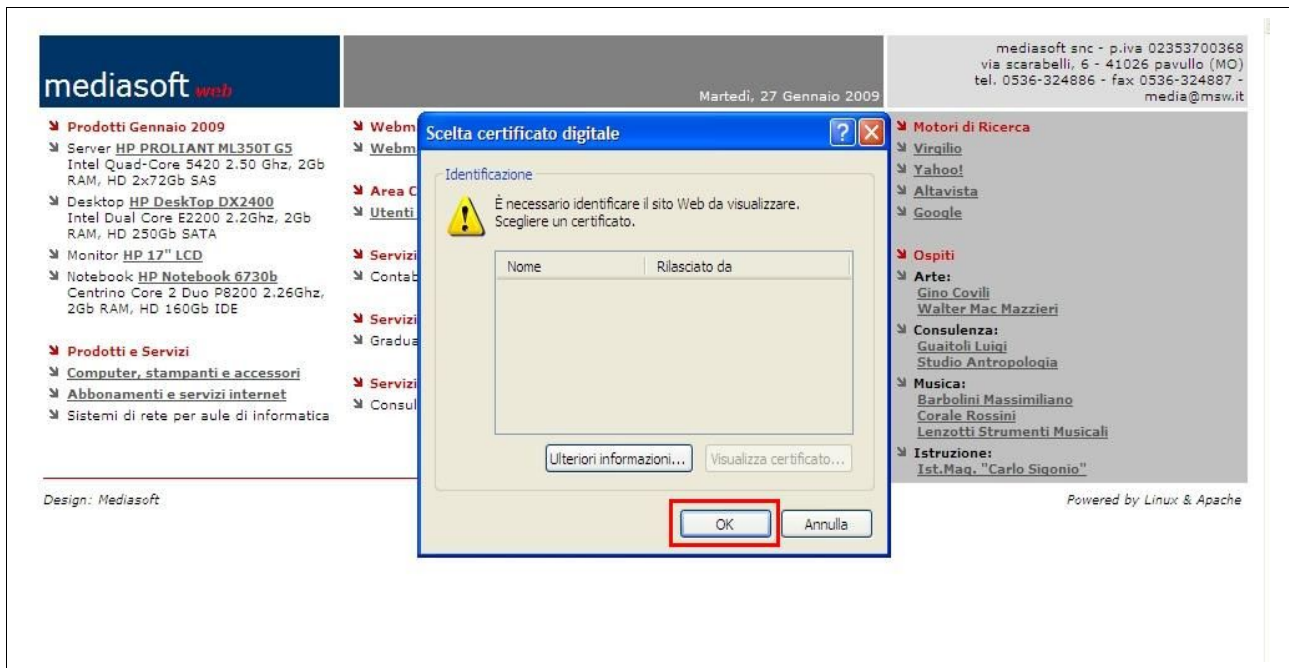 mediasoft web
Martedì, 27 Gennaio 2009
mediasoft snc - p.iva 02353700368
via scarabelli, 6 - 41026 pavullo (MO)
tel. 0536-324886 - fax 0536-324887 -
media@msw.it
Prodotti Gennaio 2009
Server HP PROLIANT ML350T G5
Intel Quad-Core 5420 2.50 Ghz, 2Gb
RAM, HD 2x72Gb SAS
Desktop HP DeskTop DX2400
Intel Dual Core E2200 2.2Ghz, 2Gb
RAM, HD 250Gb SATA
Monitor HP 17" LCD
Notebook HP Notebook 6730b
Centrino Core 2 Duo P8200 2.26Ghz,
2Gb RAM, HD 160Gb IDE
Prodotti e Servizi
Computer, stampanti e accessori
Abbonamenti e servizi internet
Sistemi di rete per aule di informatica
Webm
Webm
Area C
Utenti
Servizi
Contab
Servizi
Gradua
Servizi
Consul
Scelta certificato digitale
Identificazione
È necessario identificare il sito Web da visualizzare.
Scegliere un certificato.
Nome Rilasciato da
Ulteriori informazioni... Visualizza certificato...
OK Annulla
Motori di Ricerca
Virgilio
Yahoo!
Altavista
Google
Ospiti
Arte:
Gino Covili
Walter Mac Mazzieri
Consulenza:
Guaitoli Luigi
Studio Antropologia
Musica:
Barbolini Massimiliano
Corale Rossini
Lenzotti Strumenti Musicali
Istruzione:
Ist.Mag. "Carlo Sigonio"
Design: Mediasoft
Powered by Linux & Apache